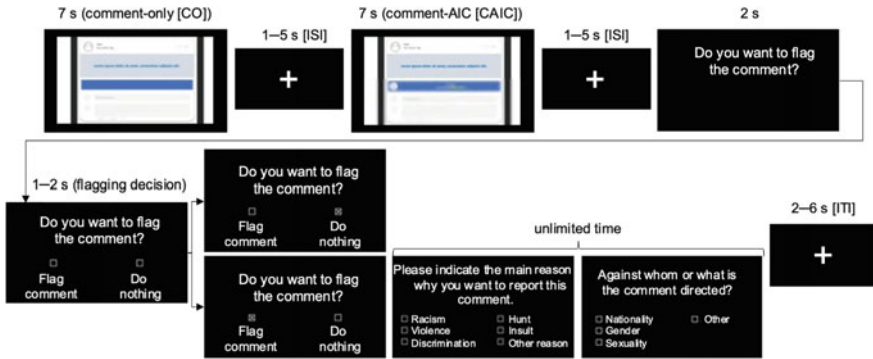 7 s (comment-only [CO])
7 s (comment-AIC [CAIC])
2 s
1–5 s [ISI]
1–5 s [ISI]
Do you want to flag
the comment?
1–2 s (flagging decision)
Do you want to flag
the comment?
Flag
comment
Do
nothing
Do you want to flag
the comment?
Flag
comment
Do
nothing
Do you want to flag
the comment?
Flag
comment
Do
nothing
unlimited time
Please indicate the main reason
why you want to report this
comment.
Racism
Violence
Discrimination
Hunt
Insult
Other reason
Against whom or what is
the comment directed?
Nationality
Gender
Sexuality
Other
2–6 s [ITI]